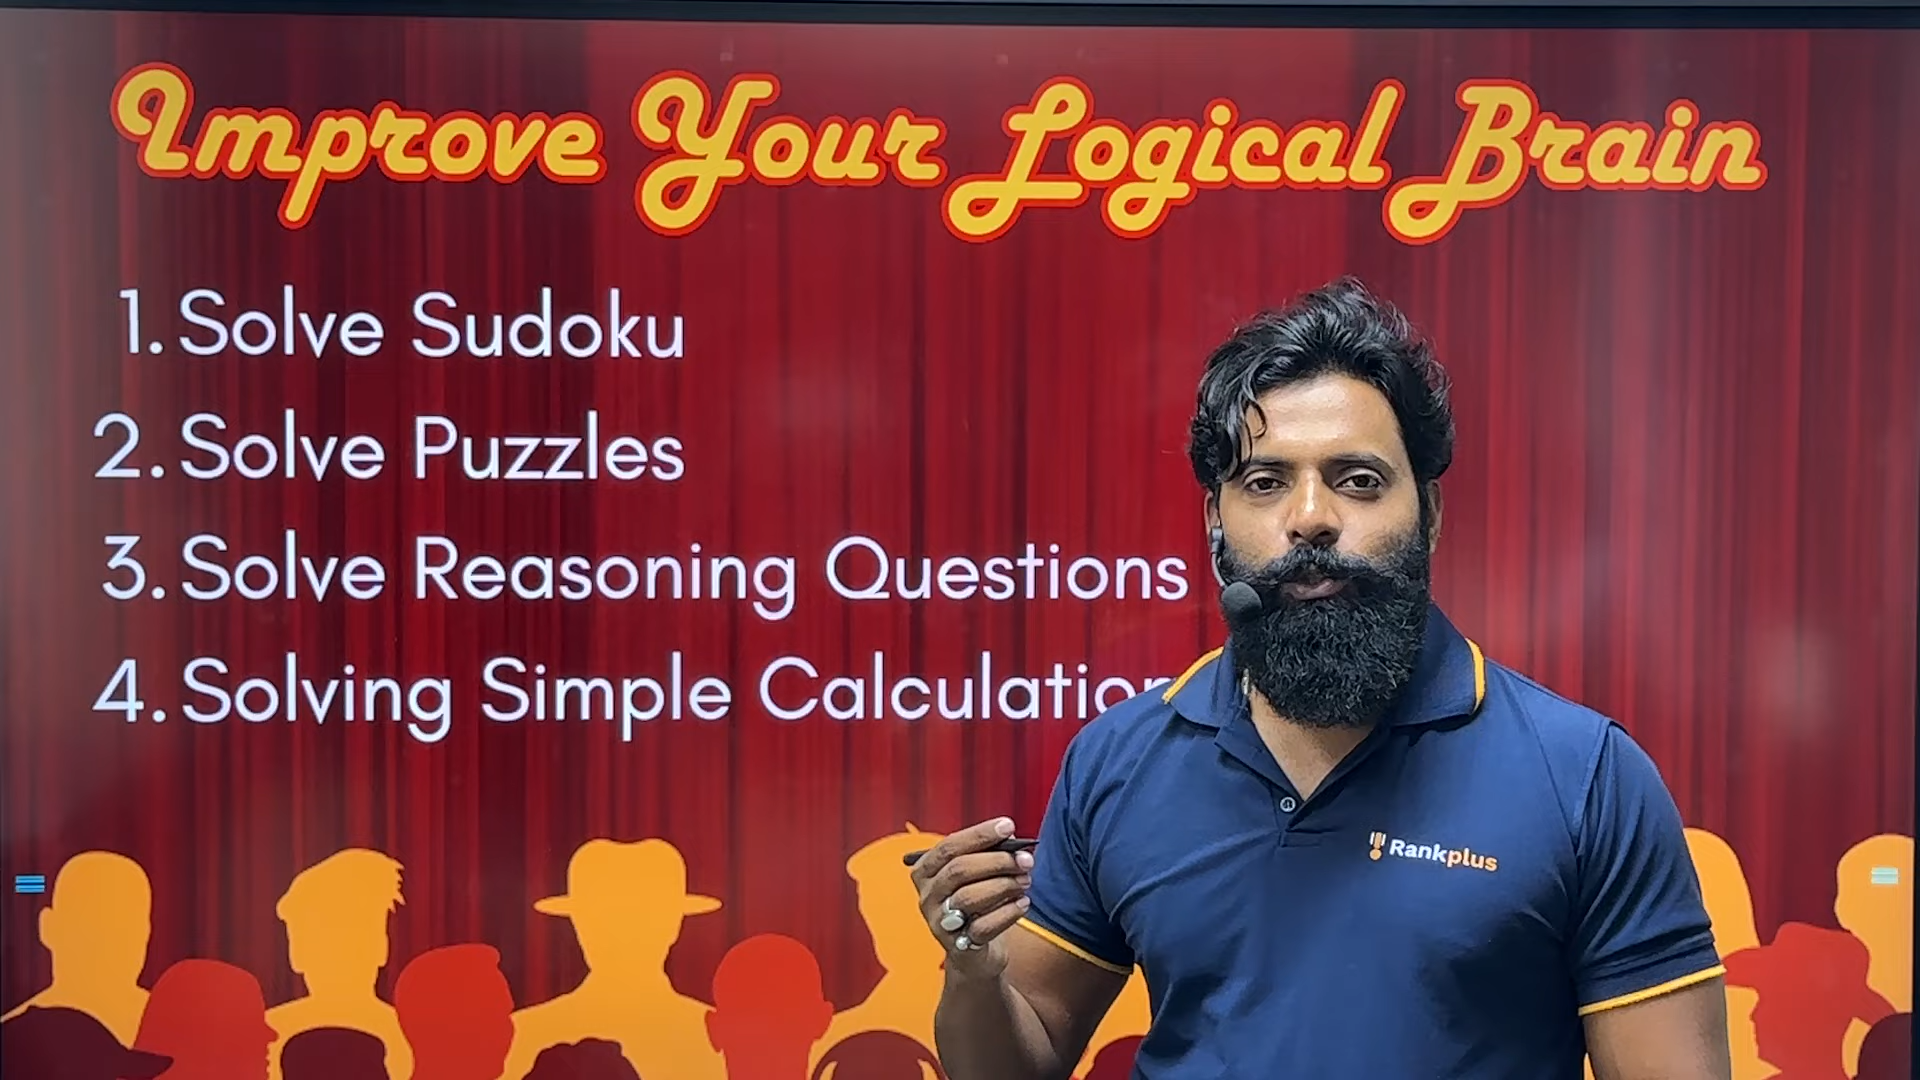 Improve Your Logical Brain
1. Solve Sudoku
2. Solve Puzzles
3. Solve Reasoning Questions
4. Solving Simple
Rankplus